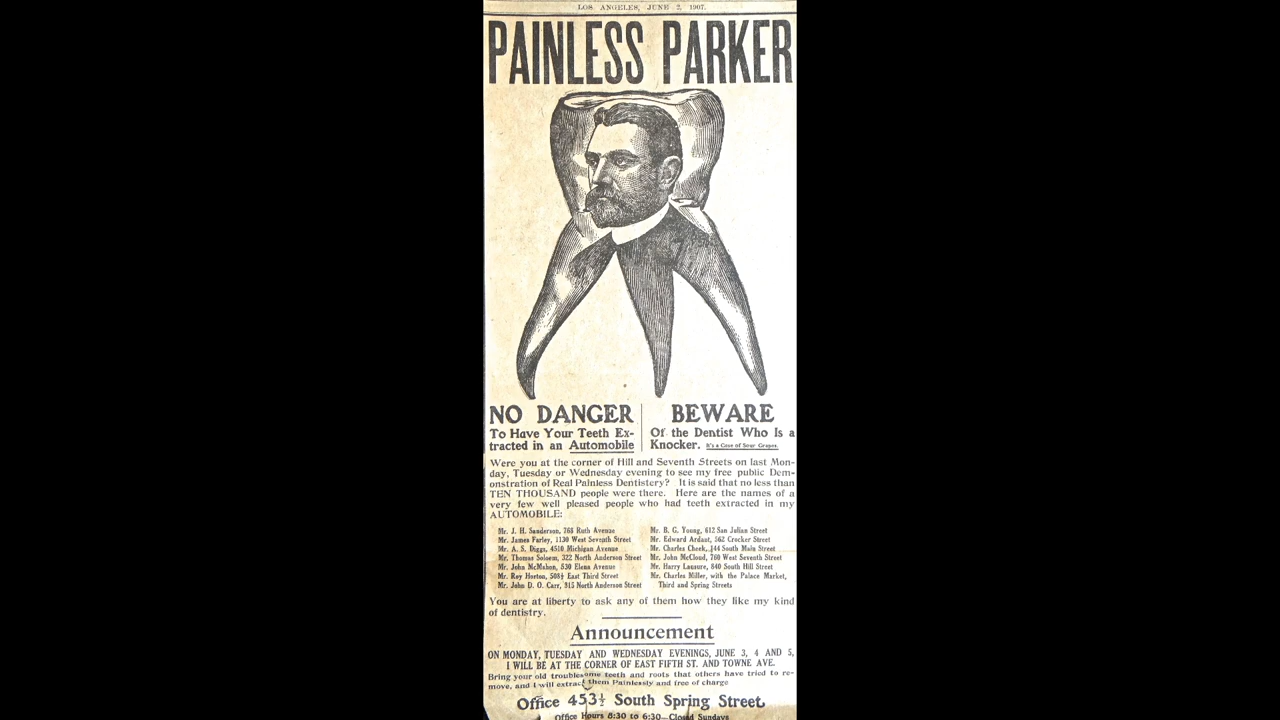 LOS ANGELES, JUNE 2, 1907.
PAINLESS PARKER
NO DANGER
To Have Your Teeth Ex-
tracted in an Automobile
BEWARE
Of the Dentist Who Is a
Knocker. It's a Case of Sour Grapes.
Were you at the corner of Hill and Seventh Streets on last Mon-
day, Tuesday or Wednesday evening to see my free public Dem-
onstration of Real Painless Dentistery? It is said that no less than
TEN THOUSAND people were there. Here are the names of a
very few well pleased people who had teeth extracted in my
AUTOMOBILE:
Mr. J. H. Sanderson, 768 Ruth Avenue
Mr. James Farley, 1130 West Seventh Street
Mr. A. S. Diggs, 4510 Michigan Avenue
Mr. Thomas Soloem, 322 North Anderson Street
Mr. John McMahon, 530 Elena Avenue
Mr. Roy Horton, 508½ East Third Street
Mr. John D. O. Carr, 315 North Anderson Street
Mr. B. G. Young, 612 San Julian Street
Mr. Edward Ardast, 562 Crocker Street
Mr. Charles Cheek, 144 South Main Street
Mr. John McCloud, 760 West Seventh Street
Mr. Harry Lausure, 840 South Hill Street
Mr. Charles Miller, with the Palace Market,
Third and Spring Streets
You are at liberty to ask any of them how they like my kind
of dentistry.
Announcement
ON MONDAY, TUESDAY AND WEDNESDAY EVENINGS, JUNE 3, 4 AND 5,
I WILL BE AT THE CORNER OF EAST FIFTH ST. AND TOWNE AVE.
Bring your old troublesome teeth and roots that others have tried to re-
move, and I will extract them Painlessly and free of charge
Office 453½ South Spring Street
Office Hours 8:30 to 6:30—Closed Sundays